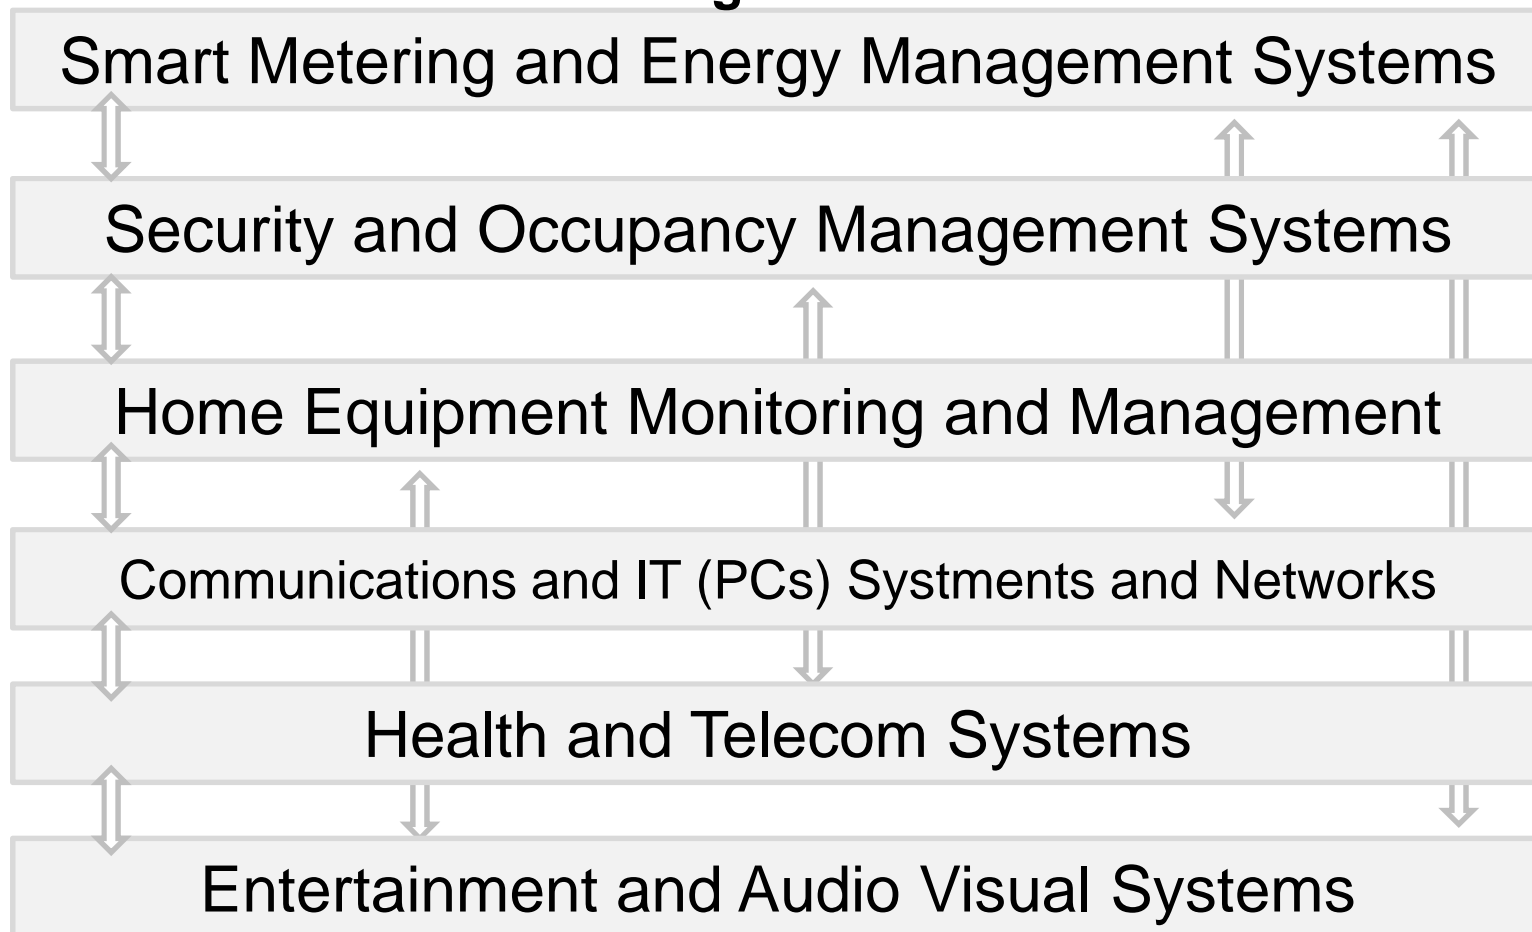 Smart Metering and Energy Management Systems
Security and Occupancy Management Systems
Home Equipment Monitoring and Management
Communications and IT (PCs) Systments and Networks
Health and Telecom Systems
Entertainment and Audio Visual Systems